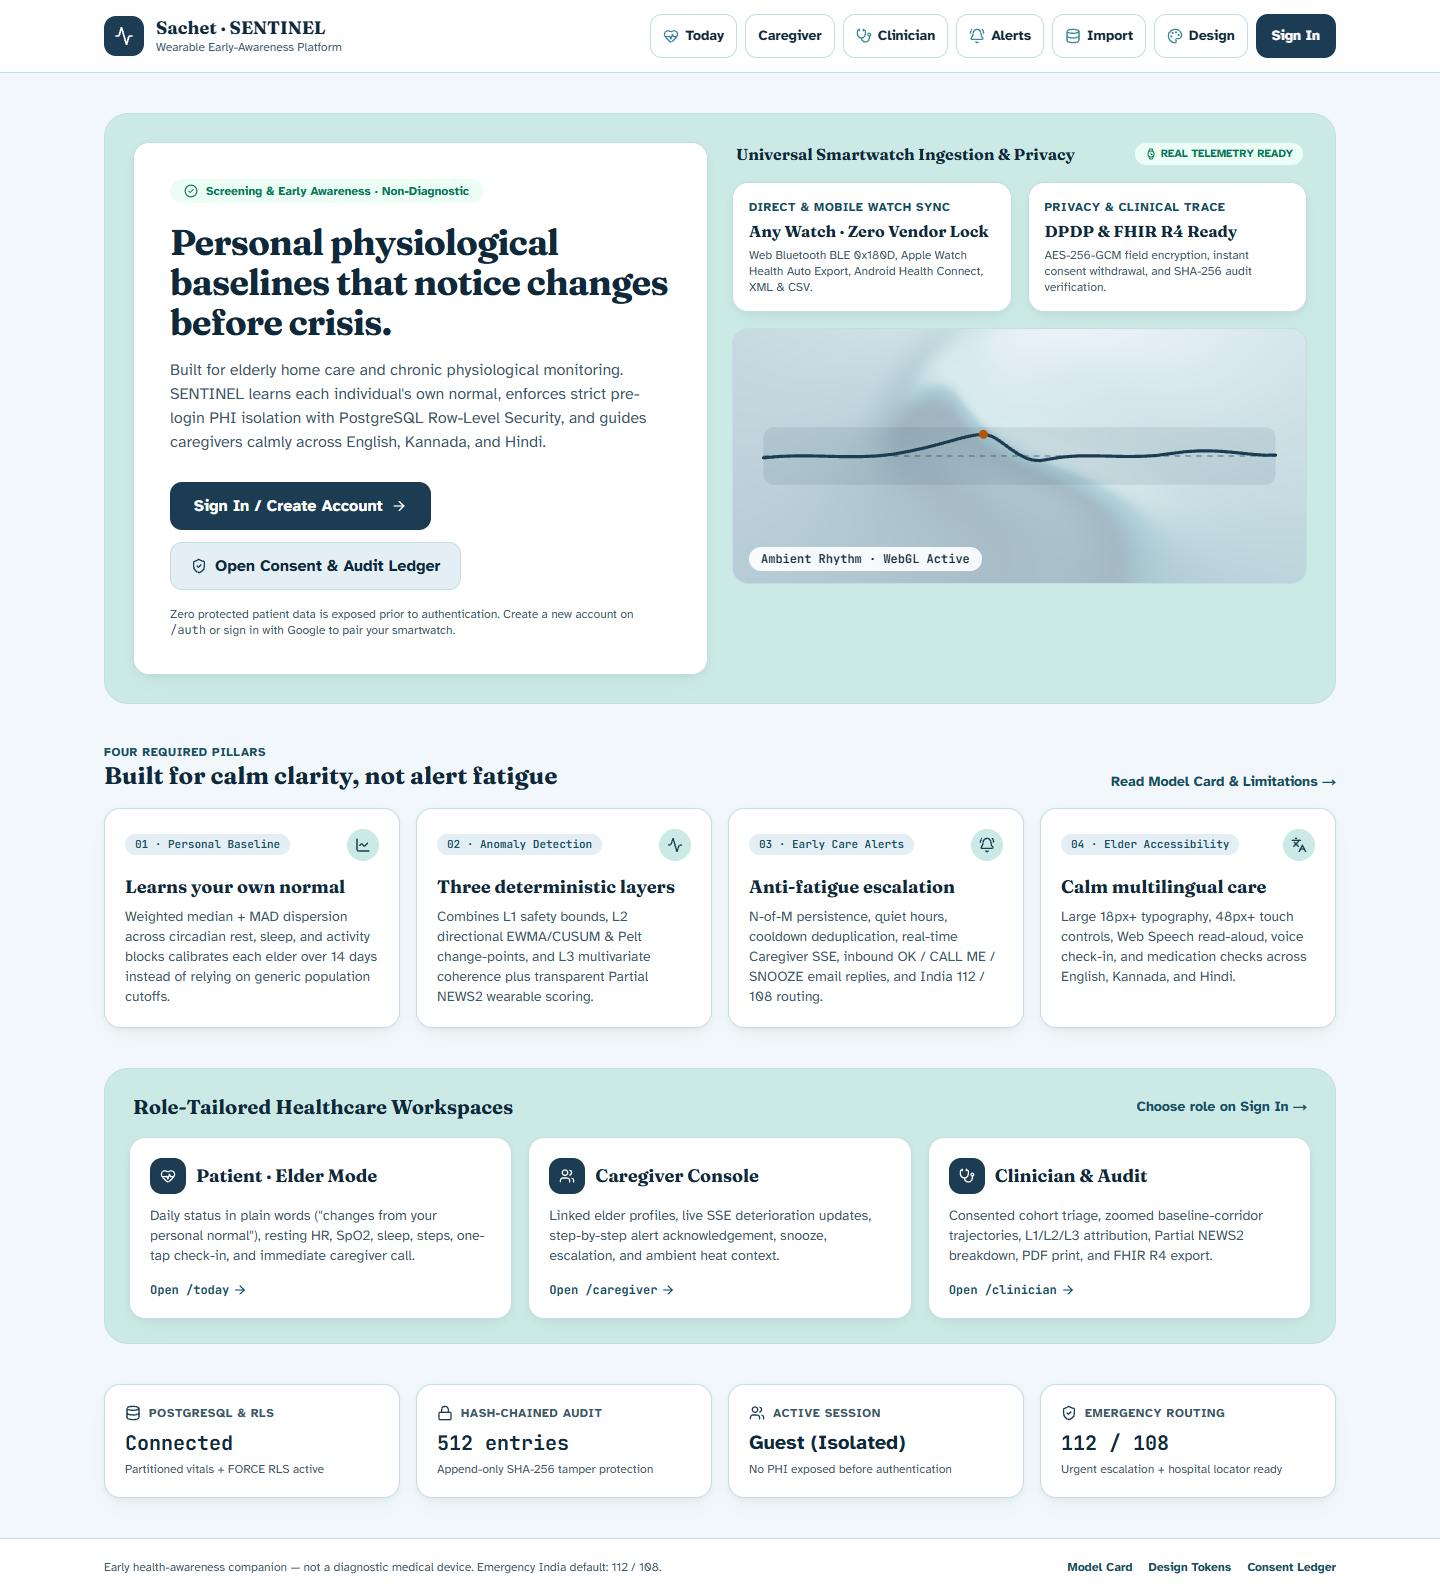 Sachet · SENTINEL
Wearable Early-Awareness Platform
Today
Caregiver
Clinician
Alerts
Import
Design
Sign In
Screening & Early Awareness · Non-Diagnostic
Personal physiological
baselines that notice changes
before crisis.
Built for elderly home care and chronic physiological monitoring.
SENTINEL learns each individual's own normal, enforces strict pre-
login PHI isolation with PostgreSQL Row-Level Security, and guides
caregivers calmly across English, Kannada, and Hindi.
Sign In / Create Account →
Open Consent & Audit Ledger
Zero protected patient data is exposed prior to authentication. Create a new account on
/auth or sign in with Google to pair your smartwatch.
Universal Smartwatch Ingestion & Privacy
REAL TELEMETRY READY
DIRECT & MOBILE WATCH SYNC
Any Watch · Zero Vendor Lock
Web Bluetooth BLE 0x180D, Apple Watch
Health Auto Export, Android Health Connect,
XML & CSV.
PRIVACY & CLINICAL TRACE
DPDP & FHIR R4 Ready
AES-256-GCM field encryption, instant
consent withdrawal, and SHA-256 audit
verification.
Ambient Rhythm · WebGL Active
FOUR REQUIRED PILLARS
Built for calm clarity, not alert fatigue
Read Model Card & Limitations →
01 · Personal Baseline
Learns your own normal
Weighted median + MAD dispersion
across circadian rest, sleep, and activity
blocks calibrates each elder over 14 days
instead of relying on generic population
cutoffs.
02 · Anomaly Detection
Three deterministic layers
Combines L1 safety bounds, L2
directional EWMA/CUSUM & Pelt
change-points, and L3 multivariate
coherence plus transparent Partial
NEWS2 wearable scoring.
03 · Early Care Alerts
Anti-fatigue escalation
N-of-M persistence, quiet hours,
cooldown deduplication, real-time
Caregiver SSE, inbound OK / CALL ME /
SNOOZE email replies, and India 112 /
108 routing.
04 · Elder Accessibility
Calm multilingual care
Large 18px+ typography, 48px+ touch
controls, Web Speech read-aloud, voice
check-in, and medication checks across
English, Kannada, and Hindi.
Role-Tailored Healthcare Workspaces
Choose role on Sign In →
Patient · Elder Mode
Daily status in plain words ("changes from your
personal normal"), resting HR, SpO2, sleep, steps, one-
tap check-in, and immediate caregiver call.
Open /today →
Caregiver Console
Linked elder profiles, live SSE deterioration updates,
step-by-step alert acknowledgement, snooze,
escalation, and ambient heat context.
Open /caregiver →
Clinician & Audit
Consented cohort triage, zoomed baseline-corridor
trajectories, L1/L2/L3 attribution, Partial NEWS2
breakdown, PDF print, and FHIR R4 export.
Open /clinician →
POSTGRESQL & RLS
Connected
Partitioned vitals + FORCE RLS active
HASH-CHAINED AUDIT
512 entries
Append-only SHA-256 tamper protection
ACTIVE SESSION
Guest (Isolated)
No PHI exposed before authentication
EMERGENCY ROUTING
112 / 108
Urgent escalation + hospital locator ready
Early health-awareness companion — not a diagnostic medical device. Emergency India default: 112 / 108.
Model Card
Design Tokens
Consent Ledger